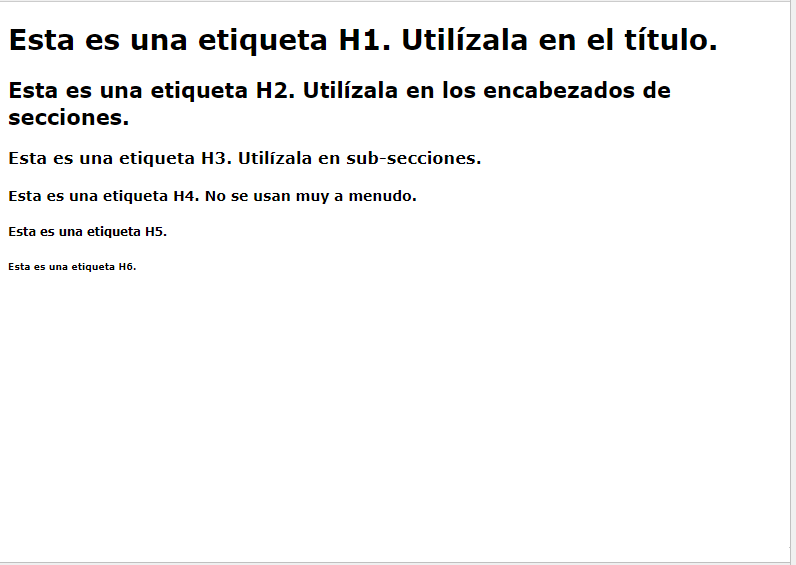 Esta es una etiqueta H1. Utilízala en el título.
Esta es una etiqueta H2. Utilízala en los encabezados de
secciones.
Esta es una etiqueta H3. Utilízala en sub-secciones.
Esta es una etiqueta H4. No se usan muy a menudo.
Esta es una etiqueta H5.
Esta es una etiqueta H6.